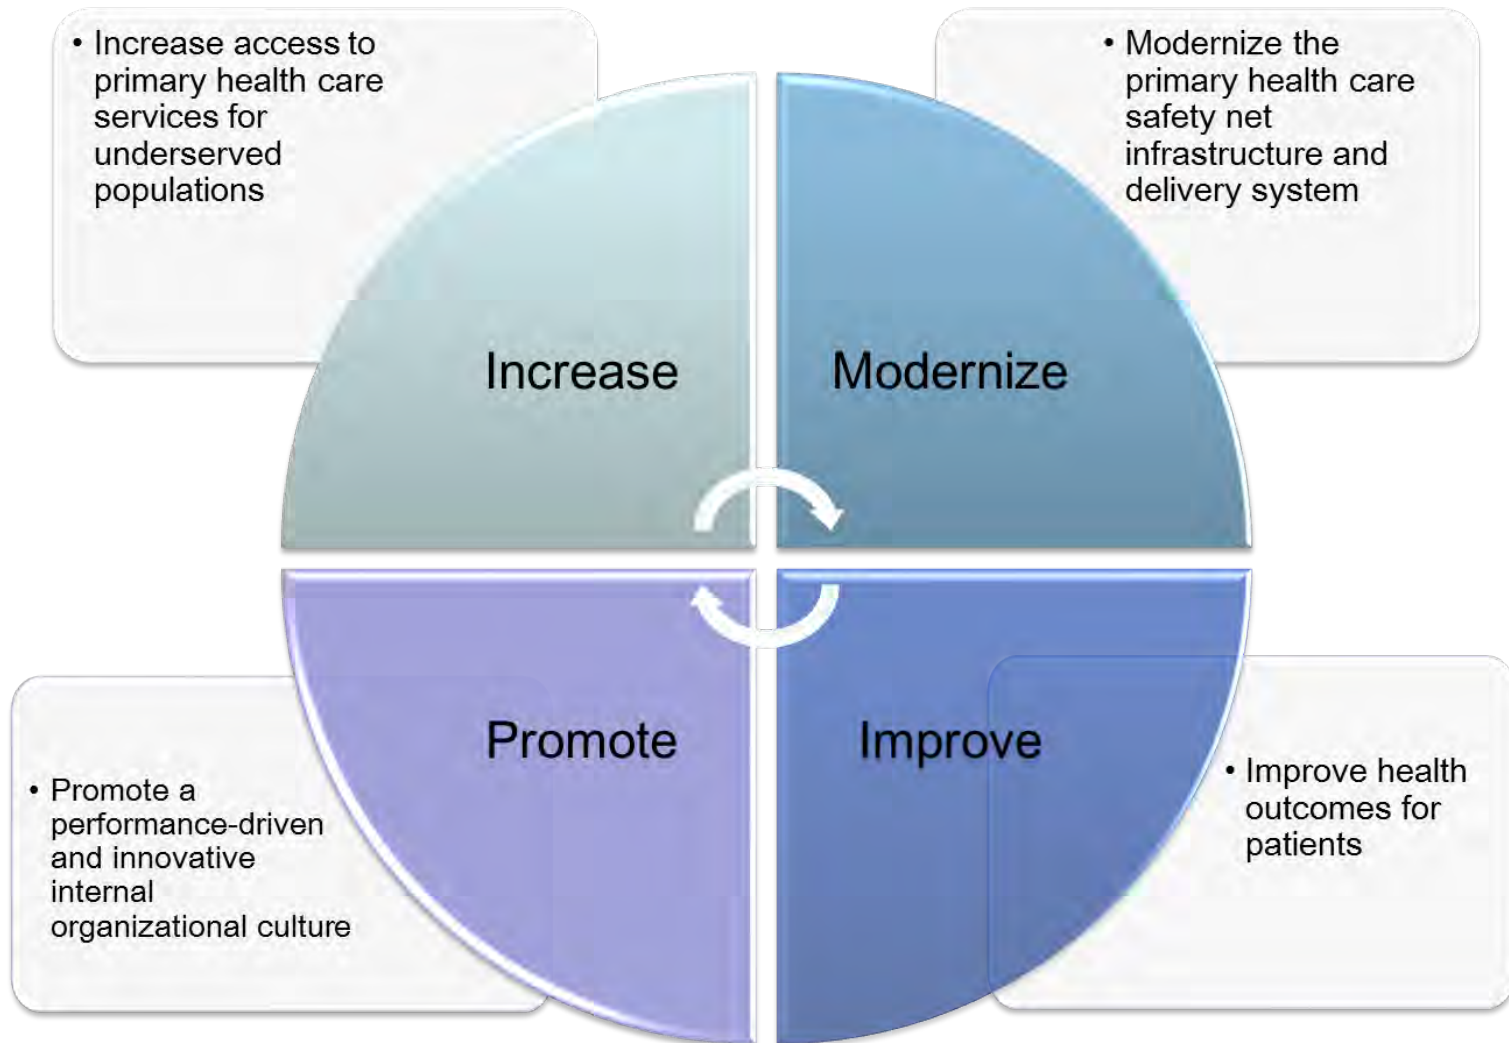 • Increase access to
primary health care
services for
underserved
populations
• Modernize the
primary health care
safety net
infrastructure and
delivery system
Increase
Modernize
Promote
Improve
• Promote a
performance-driven
and innovative
internal
organizational culture
• Improve health
outcomes for
patients